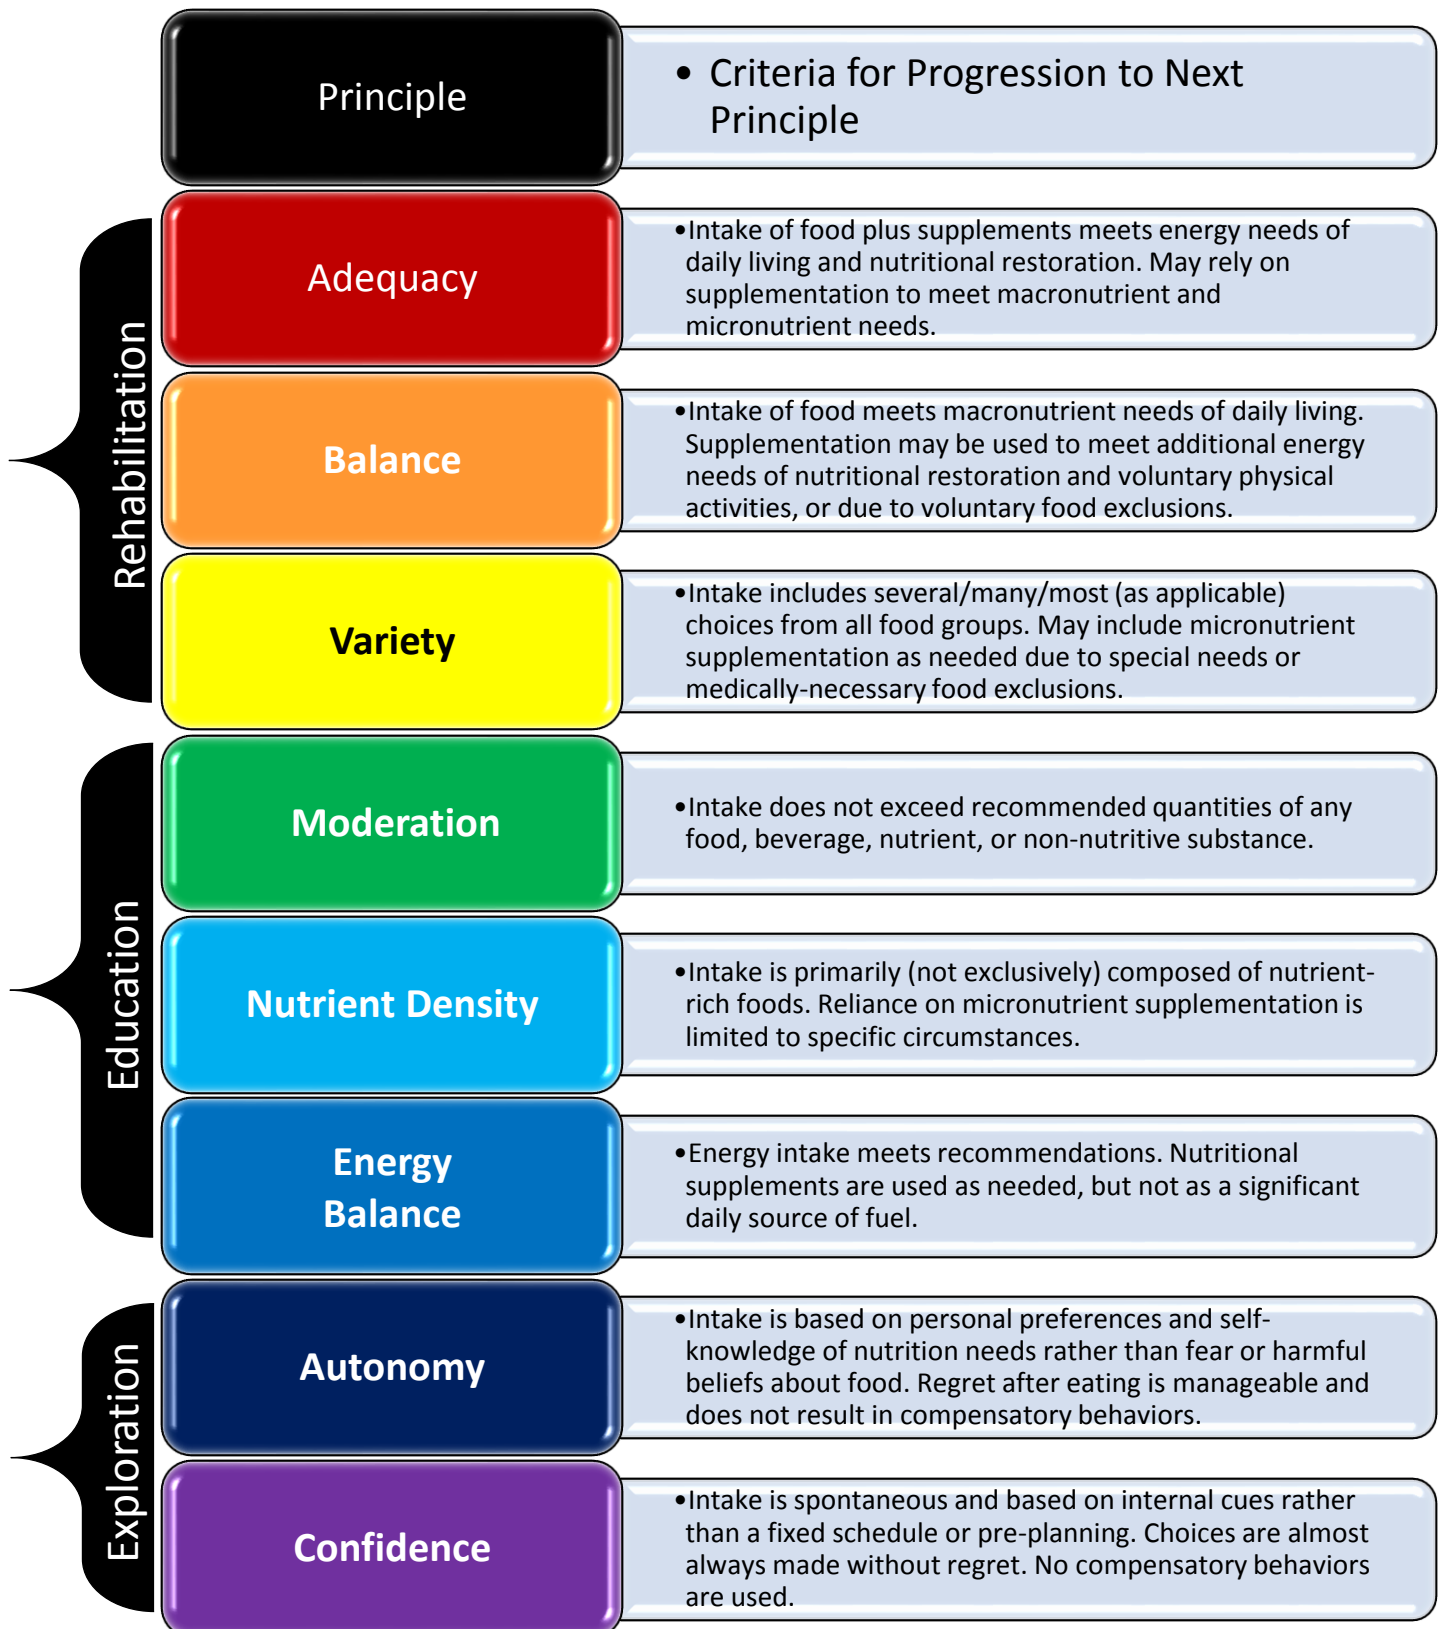 Principle
• Criteria for Progression to Next
Principle
Rehabilitation
Adequacy
•Intake of food plus supplements meets energy needs of
daily living and nutritional restoration. May rely on
supplementation to meet macronutrient and
micronutrient needs.
Balance
•Intake of food meets macronutrient needs of daily living.
Supplementation may be used to meet additional energy
needs of nutritional restoration and voluntary physical
activities, or due to voluntary food exclusions.
Variety
•Intake includes several/many/most (as applicable)
choices from all food groups. May include micronutrient
supplementation as needed due to special needs or
medically-necessary food exclusions.
Education
Moderation
•Intake does not exceed recommended quantities of any
food, beverage, nutrient, or non-nutritive substance.
Nutrient Density
•Intake is primarily (not exclusively) composed of nutrient-
rich foods. Reliance on micronutrient supplementation is
limited to specific circumstances.
Energy
Balance
•Energy intake meets recommendations. Nutritional
supplements are used as needed, but not as a significant
daily source of fuel.
Exploration
Autonomy
•Intake is based on personal preferences and self-
knowledge of nutrition needs rather than fear or harmful
beliefs about food. Regret after eating is manageable and
does not result in compensatory behaviors.
Confidence
•Intake is spontaneous and based on internal cues rather
than a fixed schedule or pre-planning. Choices are almost
always made without regret. No compensatory behaviors
are used.